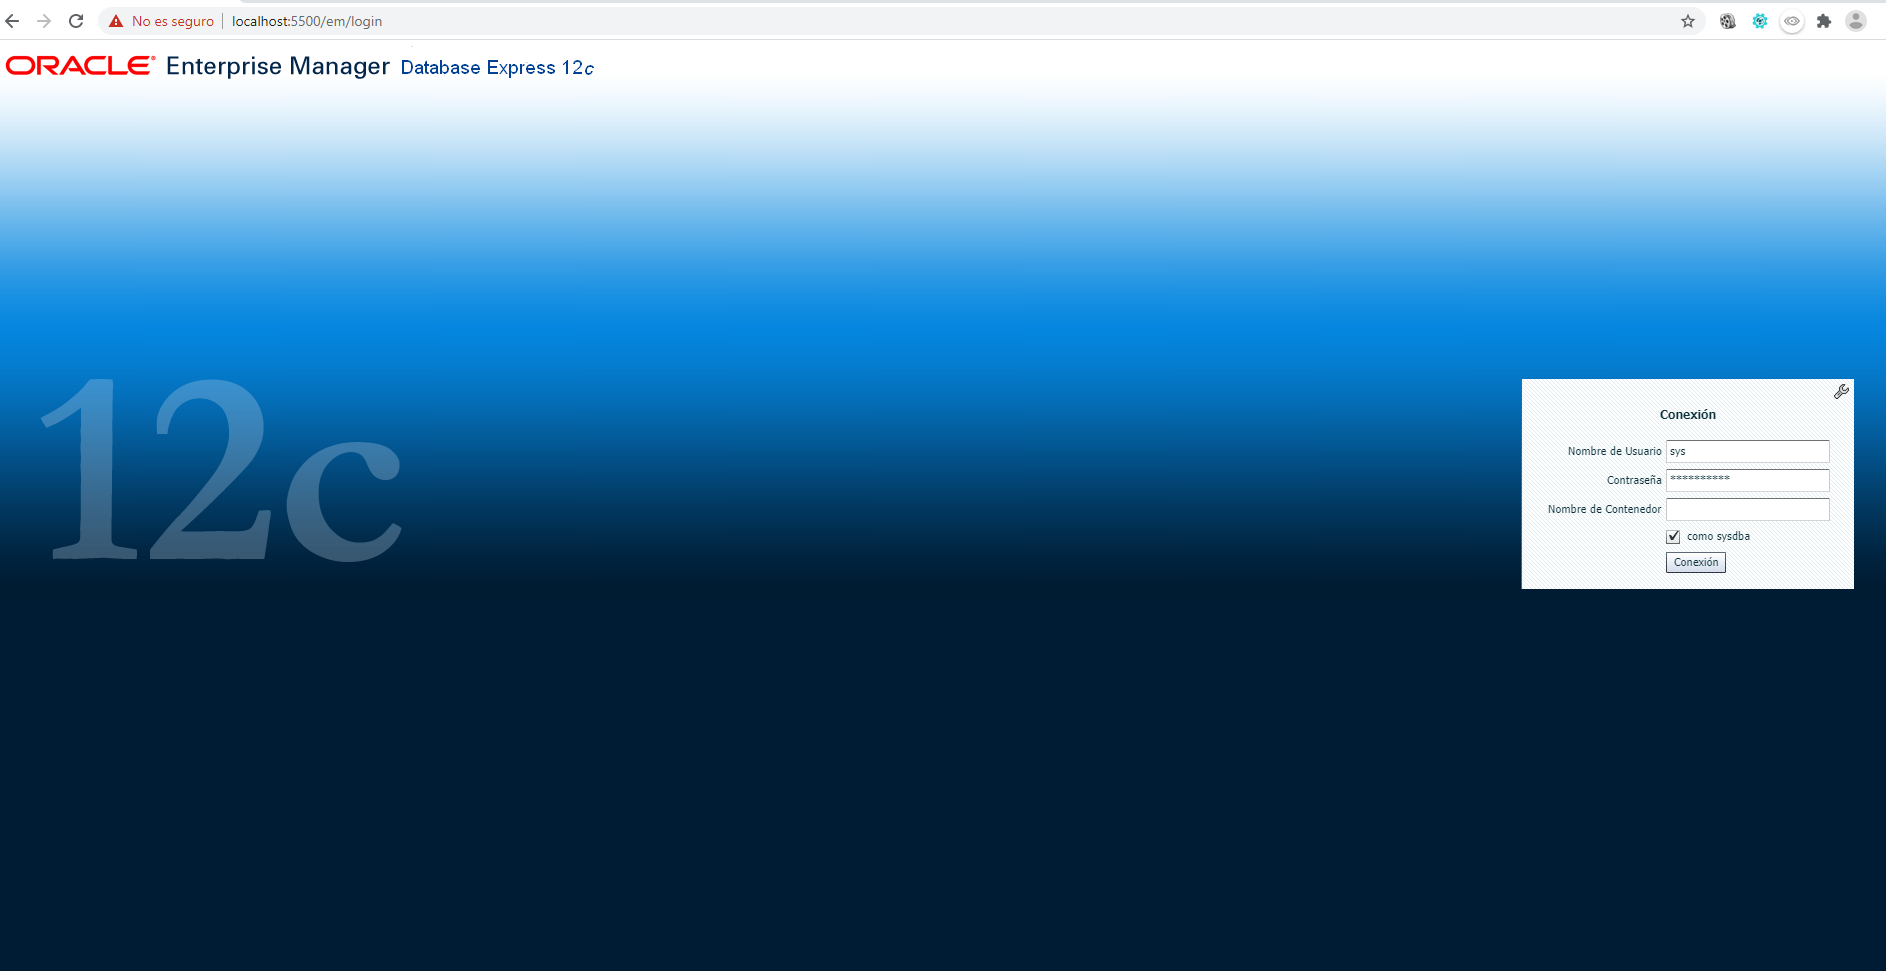 No es seguro localhost:5500/em/login
ORACLE Enterprise Manager Database Express 12c
12c
Conexión
Nombre de Usuario sys
Contraseña **********
Nombre de Contenedor
como sysdba
Conexión